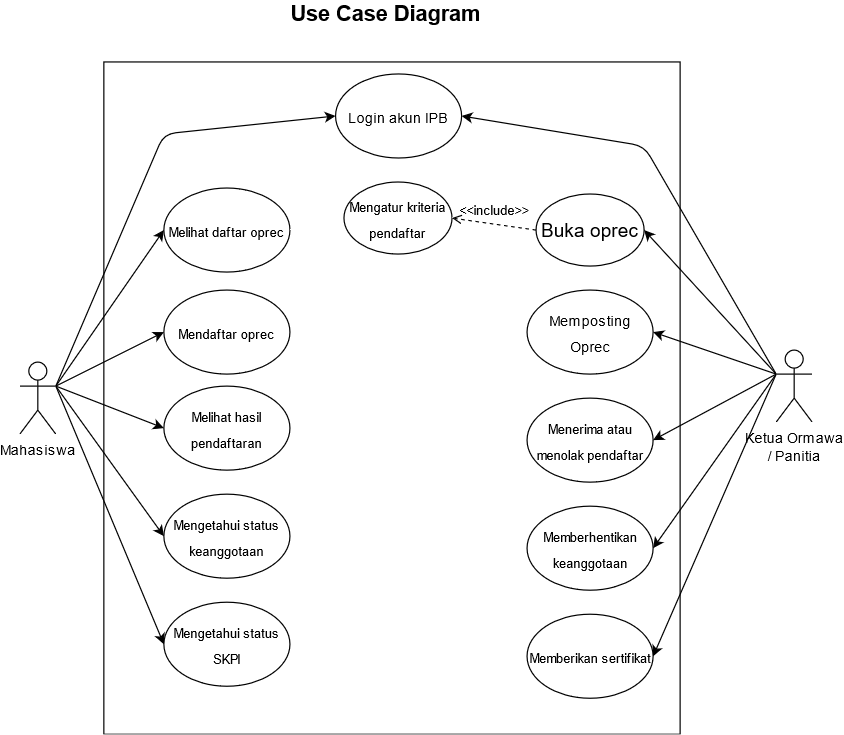 Use Case Diagram
Login akun IPB
Mengatur kriteria
pendaftar
<<include>>
Buka oprec
Melihat daftar oprec
Mendaftar oprec
Memposting
Oprec
Melihat hasil
pendaftaran
Menerima atau
menolak pendaftar
Mahasiswa
Ketua Ormawa
/ Panitia
Mengetahui status
keanggotaan
Memberhentikan
keanggotaan
Mengetahui status
SKPI
Memberikan sertifikat